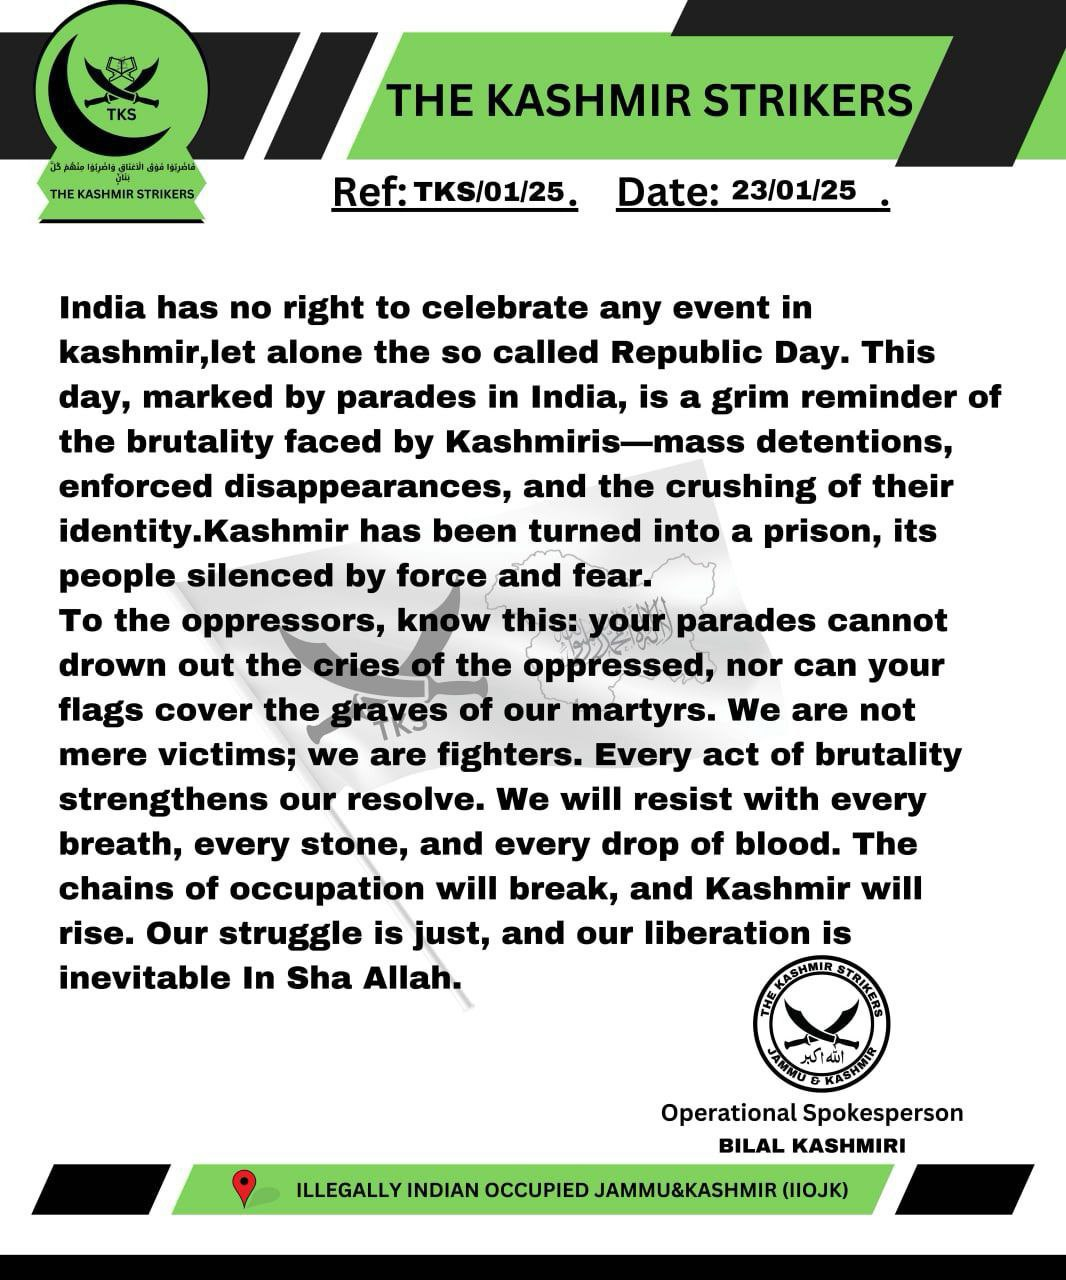 TKS
فَاضْرِبُوا فَوْقَ الْأَعْنَاقِ وَاضْرِبُوا مِنْهُمْ كُلَّ
بَنَانٍ
THE KASHMIR STRIKERS
THE KASHMIR STRIKERS
Ref: TKS/01/25. Date: 23/01/25 .
India has no right to celebrate any event in
kashmir,let alone the so called Republic Day. This
day, marked by parades in India, is a grim reminder of
the brutality faced by Kashmiris—mass detentions,
enforced disappearances, and the crushing of their
identity.Kashmir has been turned into a prison, its
people silenced by force and fear.
To the oppressors, know this: your parades cannot
drown out the cries of the oppressed, nor can your
flags cover the graves of our martyrs. We are not
mere victims; we are fighters. Every act of brutality
strengthens our resolve. We will resist with every
breath, every stone, and every drop of blood. The
chains of occupation will break, and Kashmir will
rise. Our struggle is just, and our liberation is
inevitable In Sha Allah.
TKS
THE KASHMIR STRIKERS
الله اكبر
JAMMU & KASHMIR
Operational Spokesperson
BILAL KASHMIRI
ILLEGALLY INDIAN OCCUPIED JAMMU&KASHMIR (IIOJK)